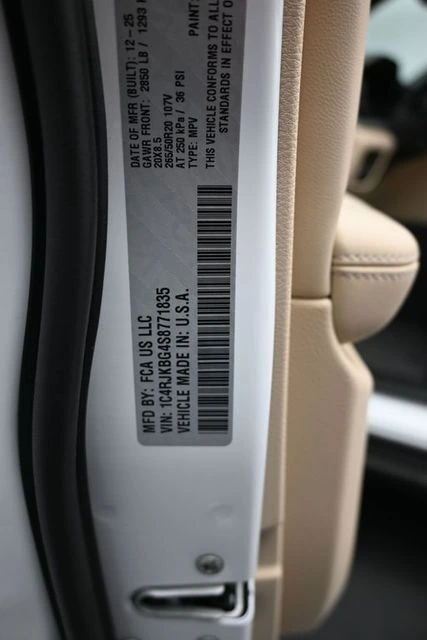 DATE OF MFR (BUILT): 12-25
GAWR FRONT: 2850 LB / 1293
20X8.5
265/50R20 107V
AT 250 kPa / 36 PSI
TYPE: MPV
PAINT:
THIS VEHICLE CONFORMS TO ALL
STANDARDS IN EFFECT
MFD BY: FCA US LLC
VIN: 1C4RJKBG4S8771835
VEHICLE MADE IN: U.S.A.